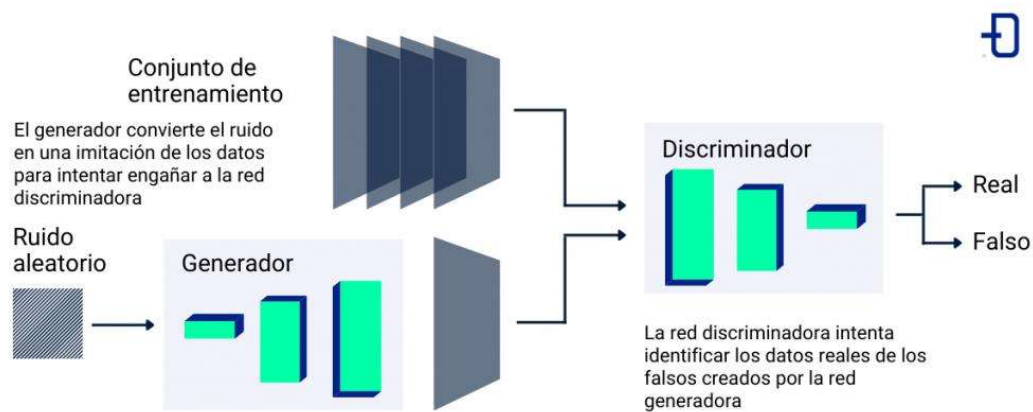 Conjunto de
entrenamiento
El generador convierte el ruido
en una imitación de los datos
para intentar engañar a la red
discriminadora
Ruido
aleatorio
Generador
Discriminador
Real
Falso
La red discriminadora intenta
identificar los datos reales de los
falsos creados por la red
generadora